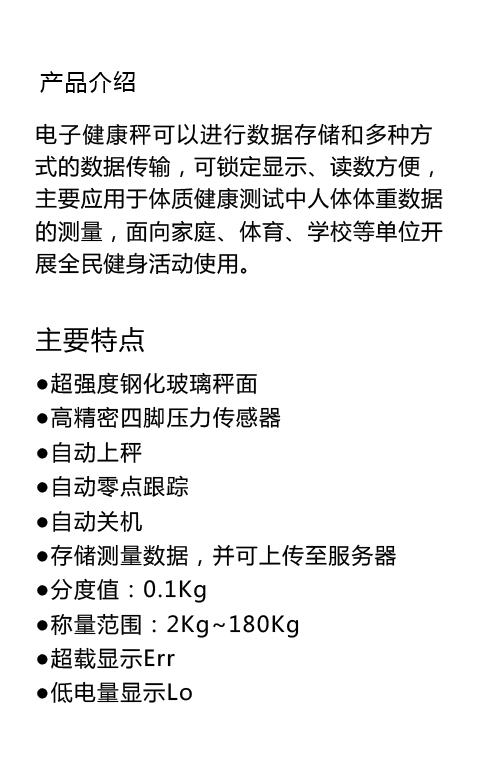 产品介绍
电子健康秤可以进行数据存储和多种方
式的数据传输，可锁定显示、读数方便，
主要应用于体质健康测试中人体体重数据
的测量，面向家庭、体育、学校等单位开
展全民健身活动使用。
主要特点
●超强度钢化玻璃秤面
●高精密四脚压力传感器
●自动上秤
●自动零点跟踪
●自动关机
●存储测量数据，并可上传至服务器
●分度值：0.1Kg
●称量范围：2Kg~180Kg
●超载显示Err
●低电量显示Lo